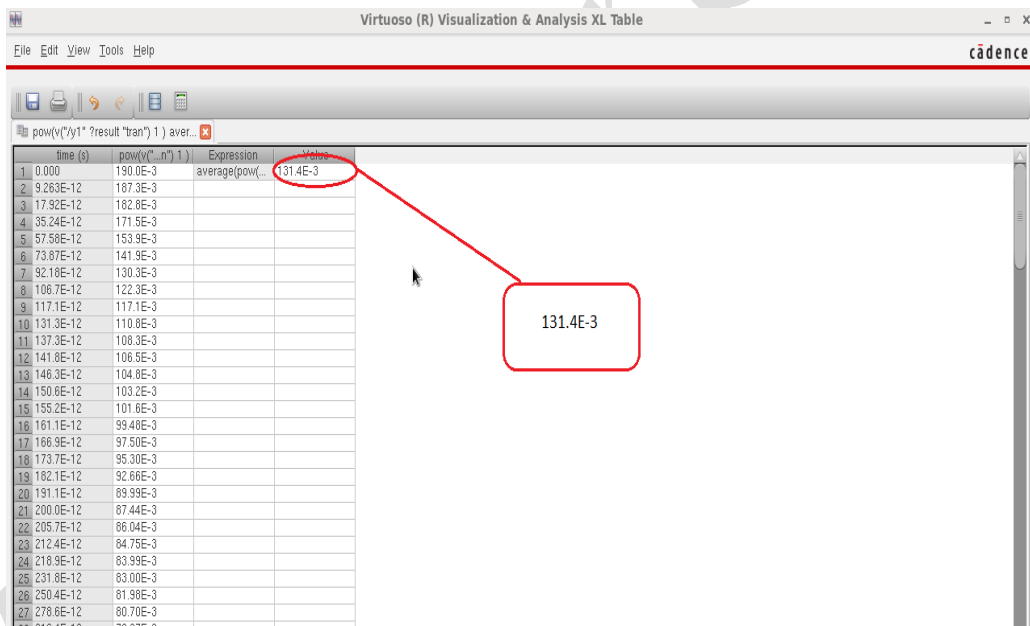 Virtuoso (R) Visualization & Analysis XL Table
File Edit View Tools Help
cādence
pow(v("/y1" ?result "tran") 1 ) aver...
time (s) pow(v("...n") 1 ) Expression Value
1 0.000 190.0E-3 average(pow(... 131.4E-3
2 9.263E-12 187.3E-3
3 17.92E-12 182.8E-3
4 35.24E-12 171.5E-3
5 57.58E-12 153.9E-3
6 73.87E-12 141.9E-3
7 92.18E-12 130.3E-3
8 106.7E-12 122.3E-3
9 117.1E-12 117.1E-3
10 131.3E-12 110.8E-3
131.4E-3
11 137.3E-12 108.3E-3
12 141.8E-12 106.5E-3
13 146.3E-12 104.8E-3
14 150.6E-12 103.2E-3
15 155.2E-12 101.6E-3
16 161.1E-12 99.48E-3
17 166.9E-12 97.50E-3
18 173.7E-12 95.30E-3
19 182.1E-12 92.66E-3
20 191.1E-12 89.99E-3
21 200.0E-12 87.44E-3
22 205.7E-12 86.04E-3
23 212.4E-12 84.75E-3
24 218.9E-12 83.99E-3
25 231.8E-12 83.00E-3
26 250.4E-12 81.98E-3
27 278.6E-12 80.70E-3